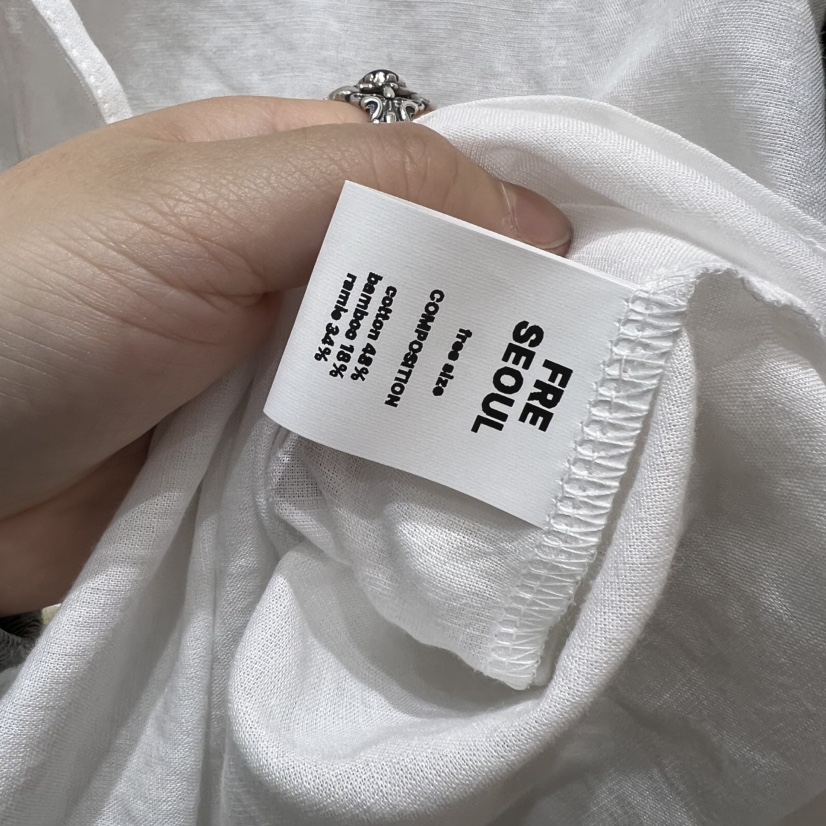 FRE
SEOUL
free size
COMPOSITION
cotton 48%
bamboo 18%
ramie 34%